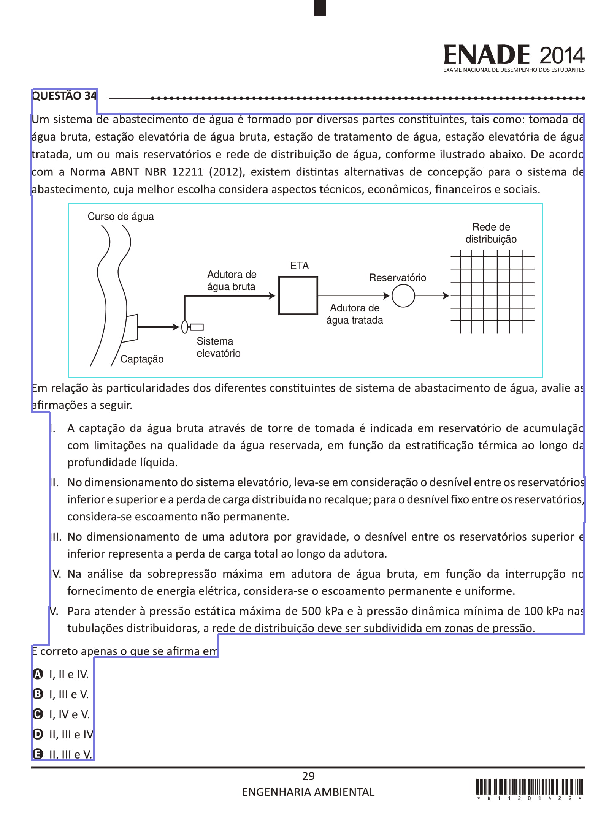 ENADE 2014
EXAME NACIONAL DE DESEMPENHO DOS ESTUDANTES
QUESTÃO 34
Um sistema de abastecimento de água é formado por diversas partes constituintes, tais como: tomada de
água bruta, estação elevatória de água bruta, estação de tratamento de água, estação elevatória de água
tratada, um ou mais reservatórios e rede de distribuição de água, conforme ilustrado abaixo. De acordo
com a Norma ABNT NBR 12211 (2012), existem distintas alternativas de concepção para o sistema de
abastecimento, cuja melhor escolha considera aspectos técnicos, econômicos, financeiros e sociais.
Curso de água
Rede de
distribuição
ETA
Adutora de
água bruta
Reservatório
Adutora de
água tratada
Sistema
elevatório
Captação
Em relação às particularidades dos diferentes constituintes de sistema de abastacimento de água, avalie as
afirmações a seguir.
I. A captação da água bruta através de torre de tomada é indicada em reservatório de acumulação
com limitações na qualidade da água reservada, em função da estratificação térmica ao longo da
profundidade líquida.
II. No dimensionamento do sistema elevatório, leva-se em consideração o desnível entre os reservatórios
inferior e superior e a perda de carga distribuída no recalque; para o desnível fixo entre os reservatórios,
considera-se escoamento não permanente.
III. No dimensionamento de uma adutora por gravidade, o desnível entre os reservatórios superior e
inferior representa a perda de carga total ao longo da adutora.
IV. Na análise da sobrepressão máxima em adutora de água bruta, em função da interrupção no
fornecimento de energia elétrica, considera-se o escoamento permanente e uniforme.
V. Para atender à pressão estática máxima de 500 kPa e à pressão dinâmica mínima de 100 kPa nas
tubulações distribuidoras, a rede de distribuição deve ser subdividida em zonas de pressão.
É correto apenas o que se afirma em
A I, II e IV.
B I, III e V.
C I, IV e V.
D II, III e IV
E II, III e V.
29
ENGENHARIA AMBIENTAL